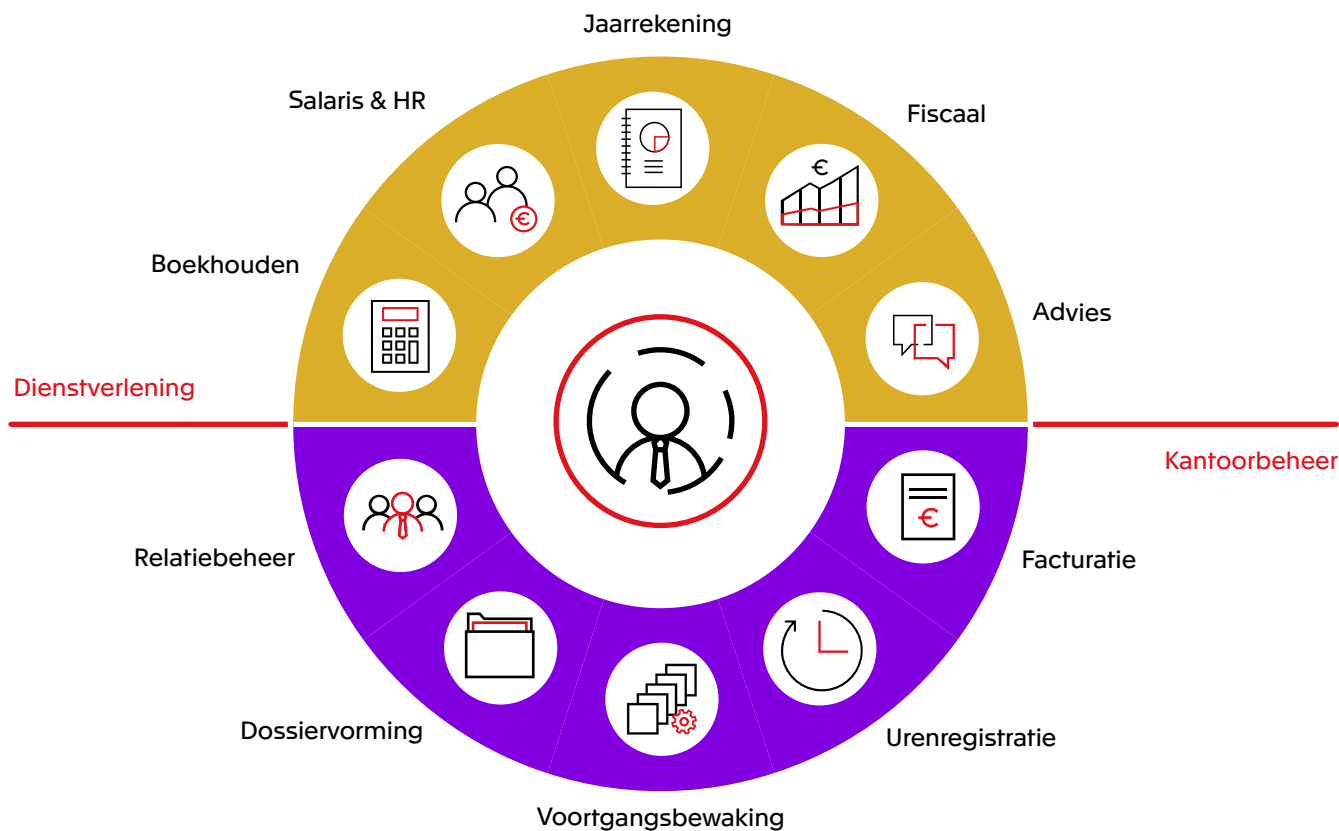 Jaarrekening
Salaris & HR
Fiscaal
Boekhouden
Advies
Dienstverlening
Kantoorbeheer
Relatiebeheer
Facturatie
Dossiervorming
Urenregistratie
Voortgangsbewaking